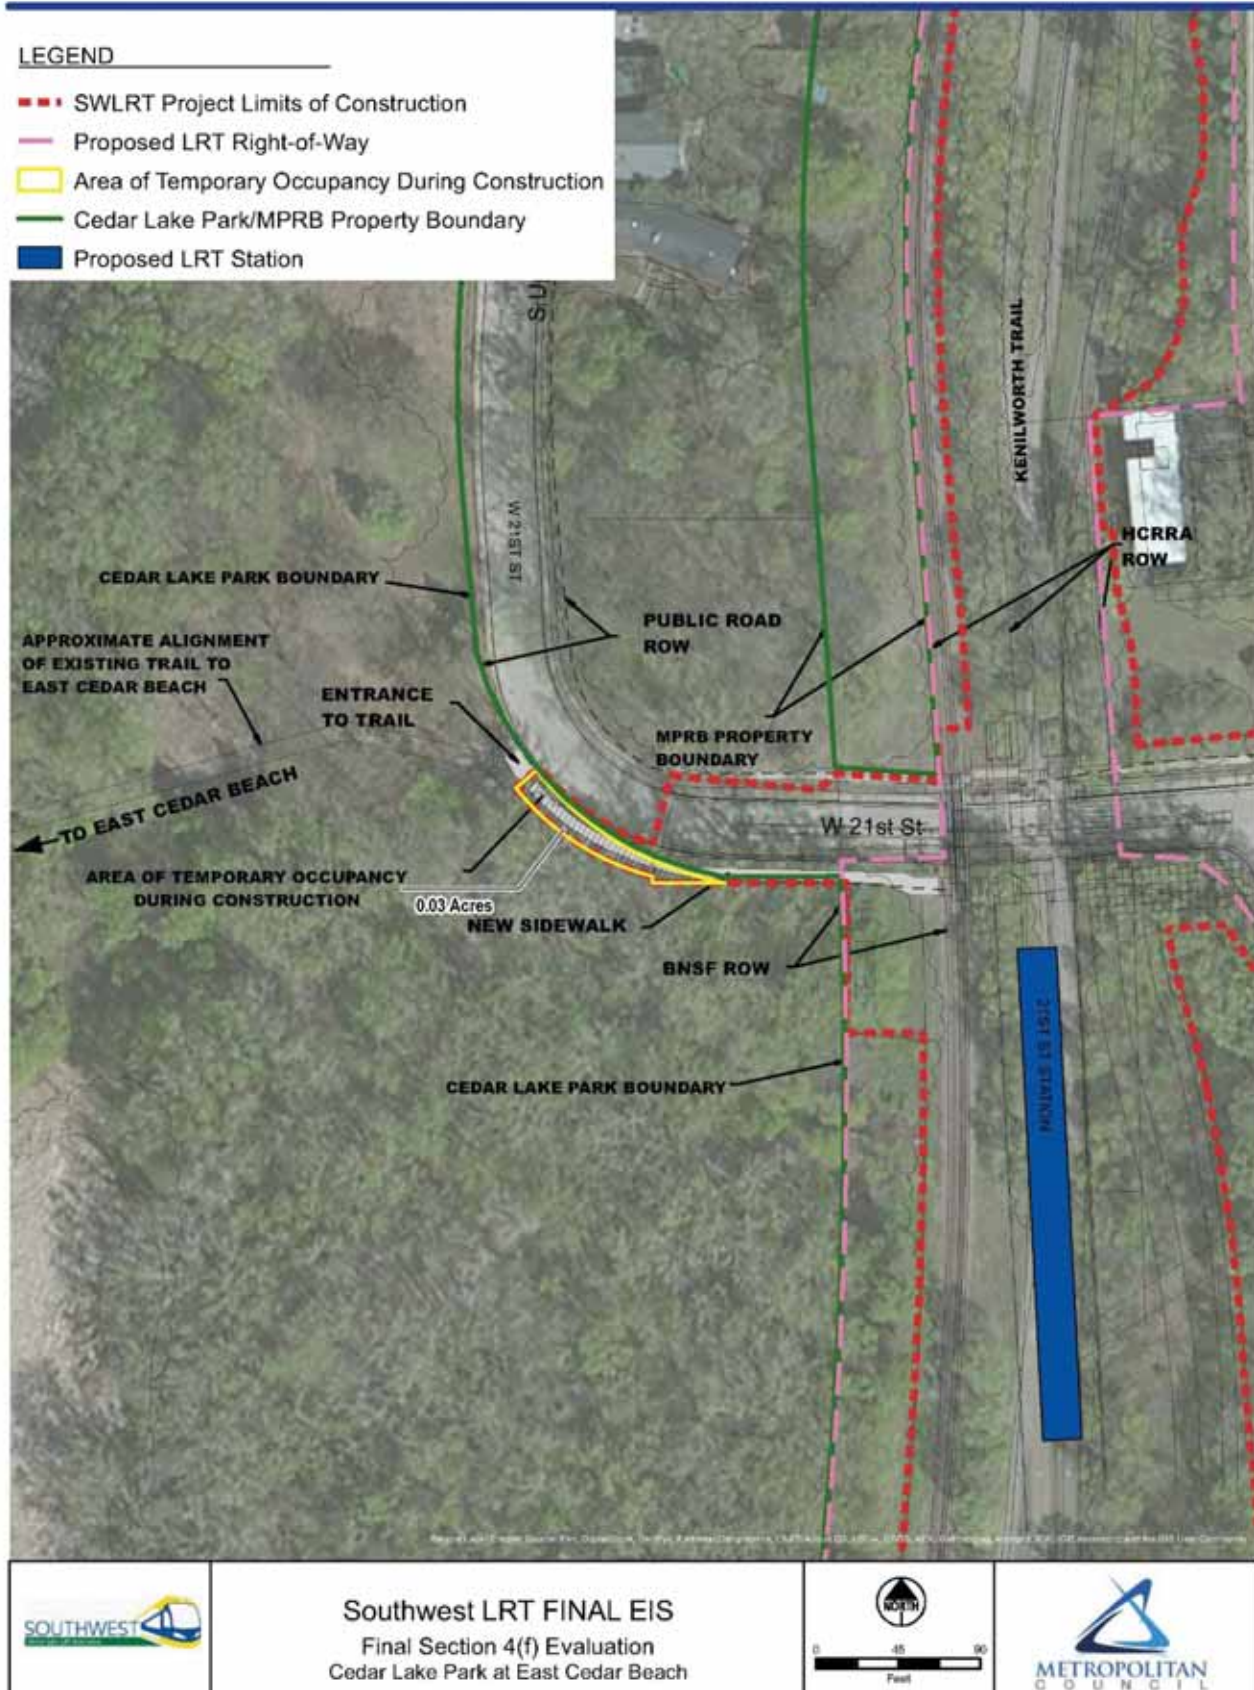 LEGEND
SWLRT Project Limits of Construction
Proposed LRT Right-of-Way
Area of Temporary Occupancy During Construction
Cedar Lake Park/MPRB Property Boundary
Proposed LRT Station
S U
W 21ST ST
KENILWORTH TRAIL
HCRRA
ROW
CEDAR LAKE PARK BOUNDARY
PUBLIC ROAD
ROW
APPROXIMATE ALIGNMENT
OF EXISTING TRAIL TO
EAST CEDAR BEACH
ENTRANCE
TO TRAIL
MPRB PROPERTY
BOUNDARY
TO EAST CEDAR BEACH
W 21st St
AREA OF TEMPORARY OCCUPANCY
DURING CONSTRUCTION
0.03 Acres
NEW SIDEWALK
BNSF ROW
21ST ST STATION
CEDAR LAKE PARK BOUNDARY
SOUTHWEST
Southwest LRT FINAL EIS
Final Section 4(f) Evaluation
Cedar Lake Park at East Cedar Beach
NORTH
0 45 90
Feet
METROPOLITAN
COUNCIL